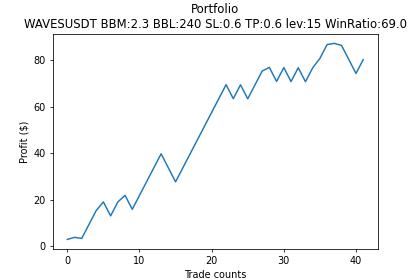 Portfolio
WAVESUSDT BBM:2.3 BBL:240 SL:0.6 TP:0.6 lev:15 WinRatio:69.0
80
60
40
20
0
Profit ($)
0 10 20 30 40
Trade counts